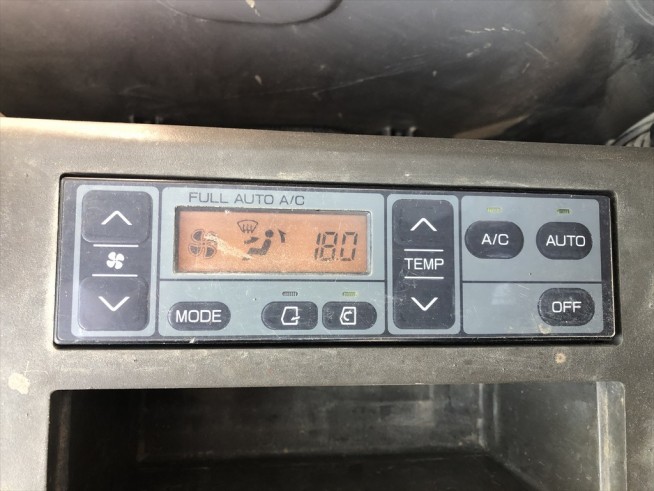 FULL AUTO A/C
18.0
TEMP
A/C
AUTO
MODE
OFF